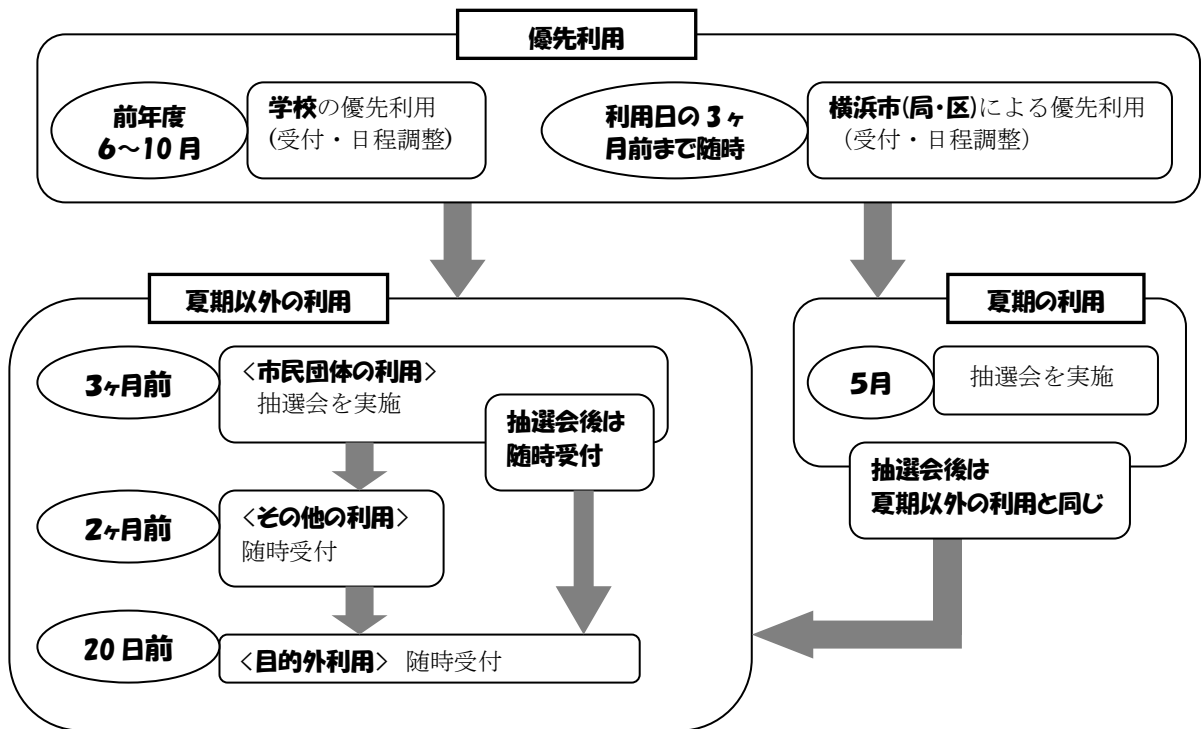 優先利用
前年度
6～10月
学校の優先利用
(受付・日程調整)
利用日の3ヶ
月前まで随時
横浜市(局・区)による優先利用
（受付・日程調整）
夏期以外の利用
3ヶ月前
＜市民団体の利用＞
抽選会を実施
抽選会後は
随時受付
2ヶ月前
＜その他の利用＞
随時受付
20日前
＜目的外利用＞ 随時受付
夏期の利用
5月
抽選会を実施
抽選会後は
夏期以外の利用と同じ